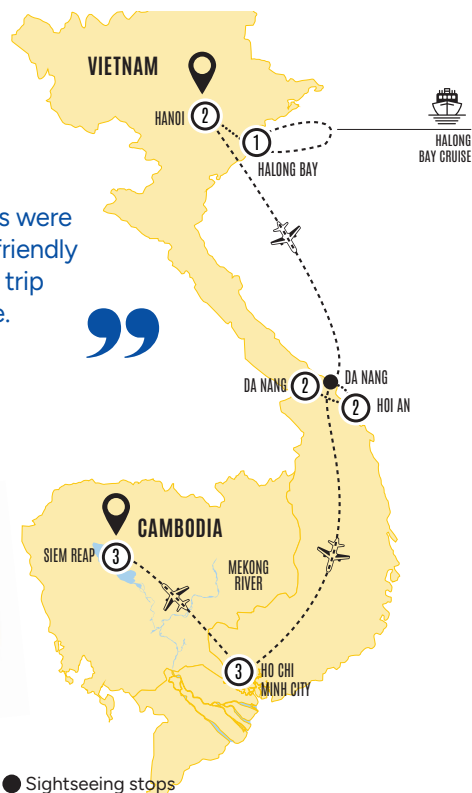 VIETNAM
HANOI
2
1
HALONG BAY
HALONG
BAY CRUISE
s were
friendly
trip
e.
”
DA NANG
2
DA NANG
2
HOI AN
CAMBODIA
SIEM REAP
3
MEKONG
RIVER
3
HO CHI
MINH CITY
Sightseeing stops